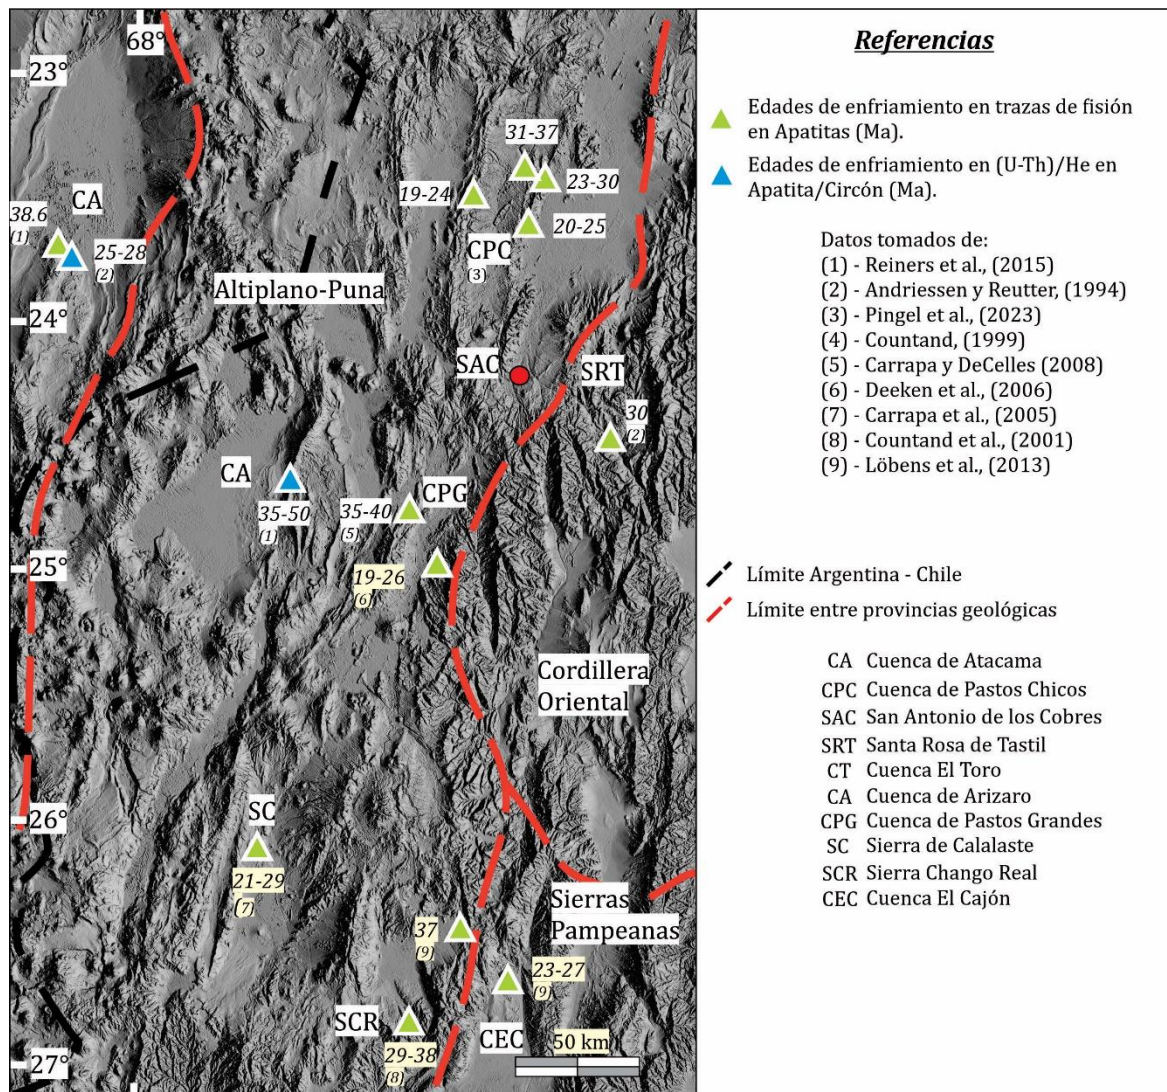 68°
23°
31-37
23-30
19-24
20-25
CPC
(3)
CA
38.6
(1)
25-28
(2)
Altiplano-Puna
24°
SAC
SRT
30
(2)
CA
35-50
(1)
35-40
(5)
CPG
25°
19-26
(6)
Cordillera
Oriental
26°
SC
21-29
(7)
Sierras
Pampeanas
37
(9)
23-27
(9)
SCR
29-38
(8)
CEC
50 km
27°
Referencias
Edades de enfriamiento en trazas de fisión
en Apatitas (Ma).
Edades de enfriamiento en (U-Th)/He en
Apatita/Circón (Ma).
Datos tomados de:
(1) - Reiners et al., (2015)
(2) - Andriessen y Reutter, (1994)
(3) - Pingel et al., (2023)
(4) - Countand, (1999)
(5) - Carrapa y DeCelles (2008)
(6) - Deeken et al., (2006)
(7) - Carrapa et al., (2005)
(8) - Countand et al., (2001)
(9) - Löbens et al., (2013)
Límite Argentina - Chile
Límite entre provincias geológicas
CA Cuenca de Atacama
CPC Cuenca de Pastos Chicos
SAC San Antonio de los Cobres
SRT Santa Rosa de Tastil
CT Cuenca El Toro
CA Cuenca de Arizaro
CPG Cuenca de Pastos Grandes
SC Sierra de Calalaste
SCR Sierra Chango Real
CEC Cuenca El Cajón